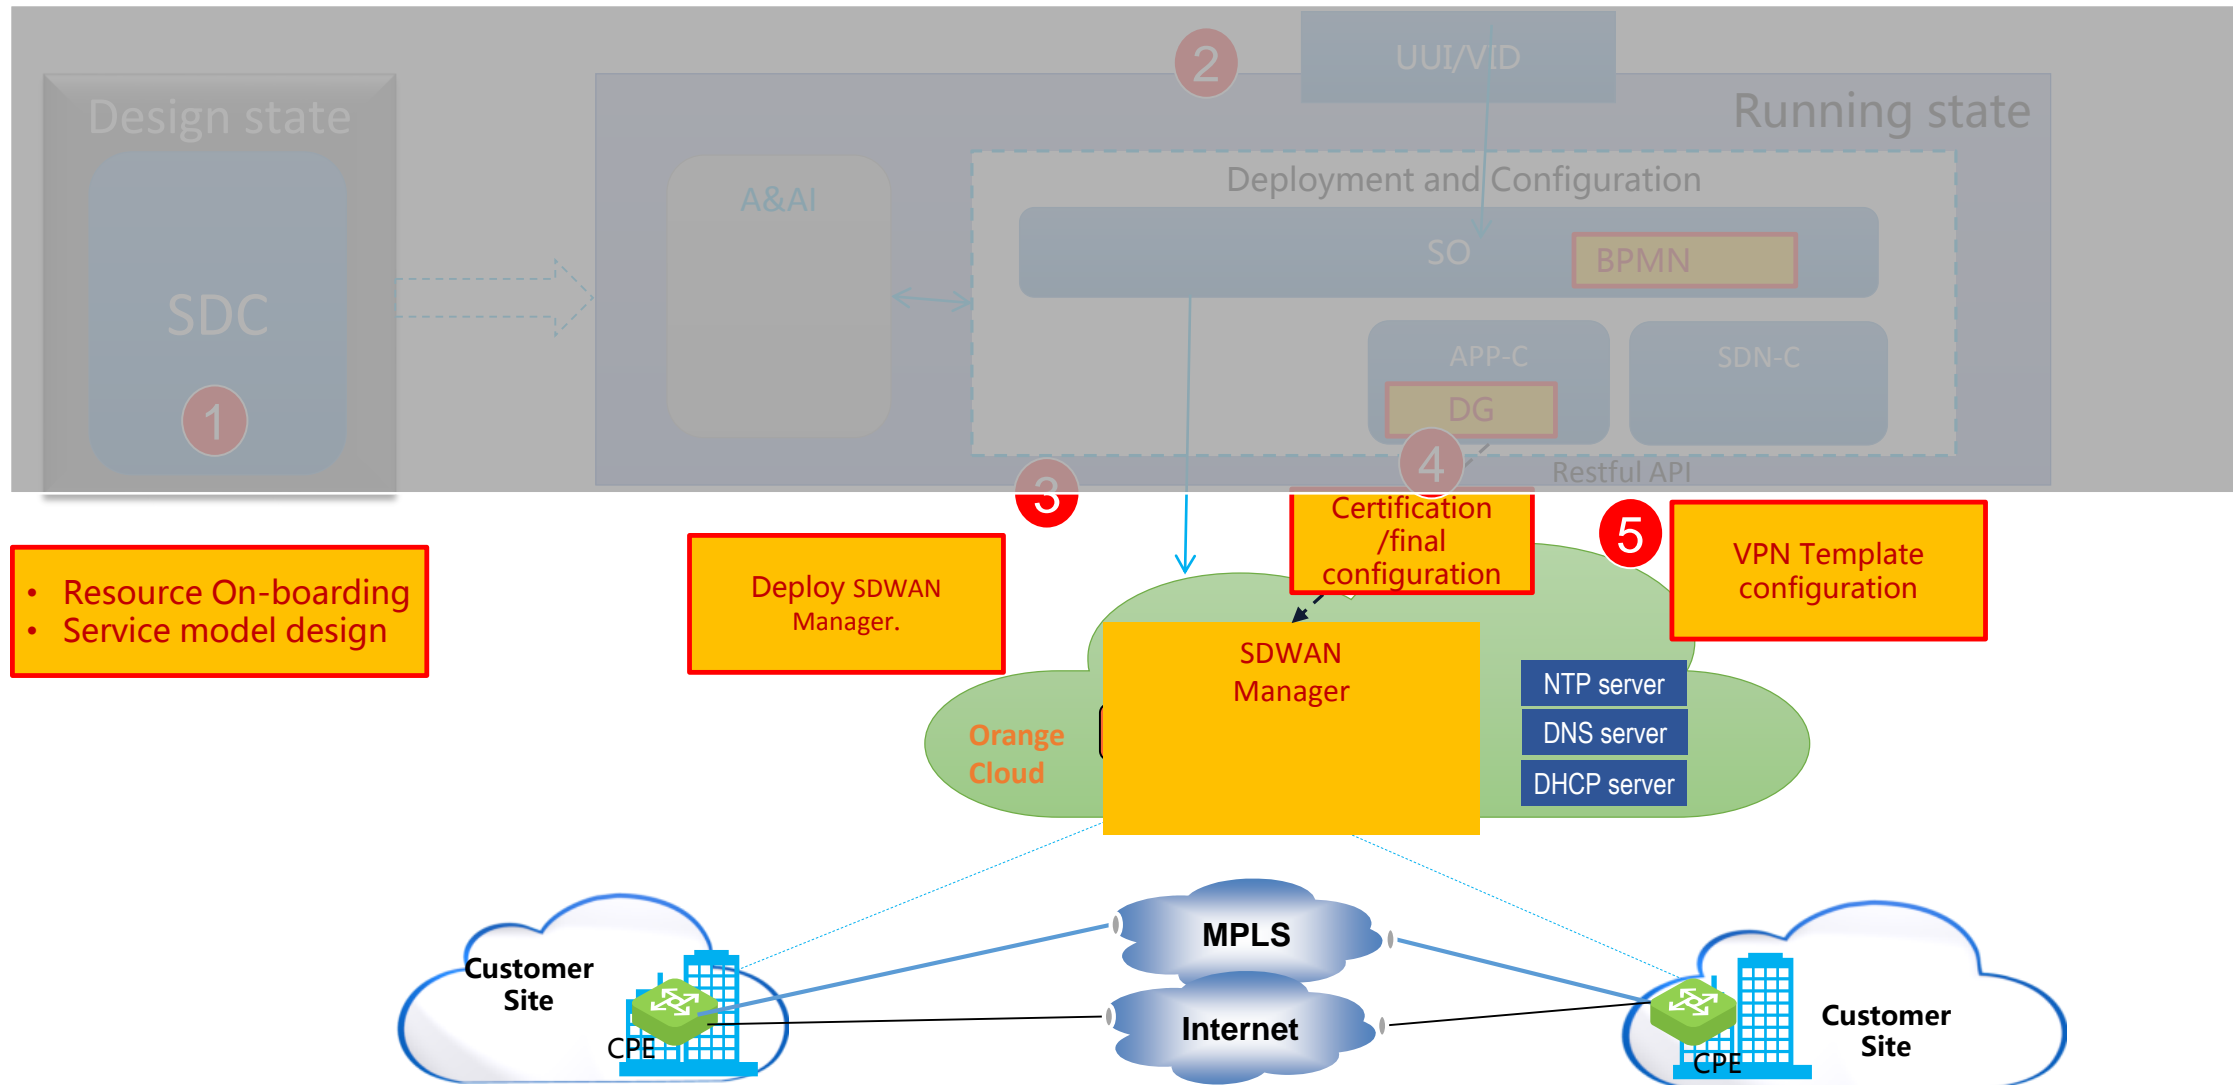 2
UUI/VID
Design state
Running state
Deployment and Configuration
A&AI
SO
BPMN
SDC
APP-C
SDN-C
DG
1
4
Restful API
3
Certification
/final
configuration
5
VPN Template
configuration
• Resource On-boarding
• Service model design
Deploy SDWAN
Manager.
SDWAN
Manager
NTP server
DNS server
DHCP server
Orange
Cloud
MPLS
Internet
Customer
Site
CPE
Customer
Site
CPE